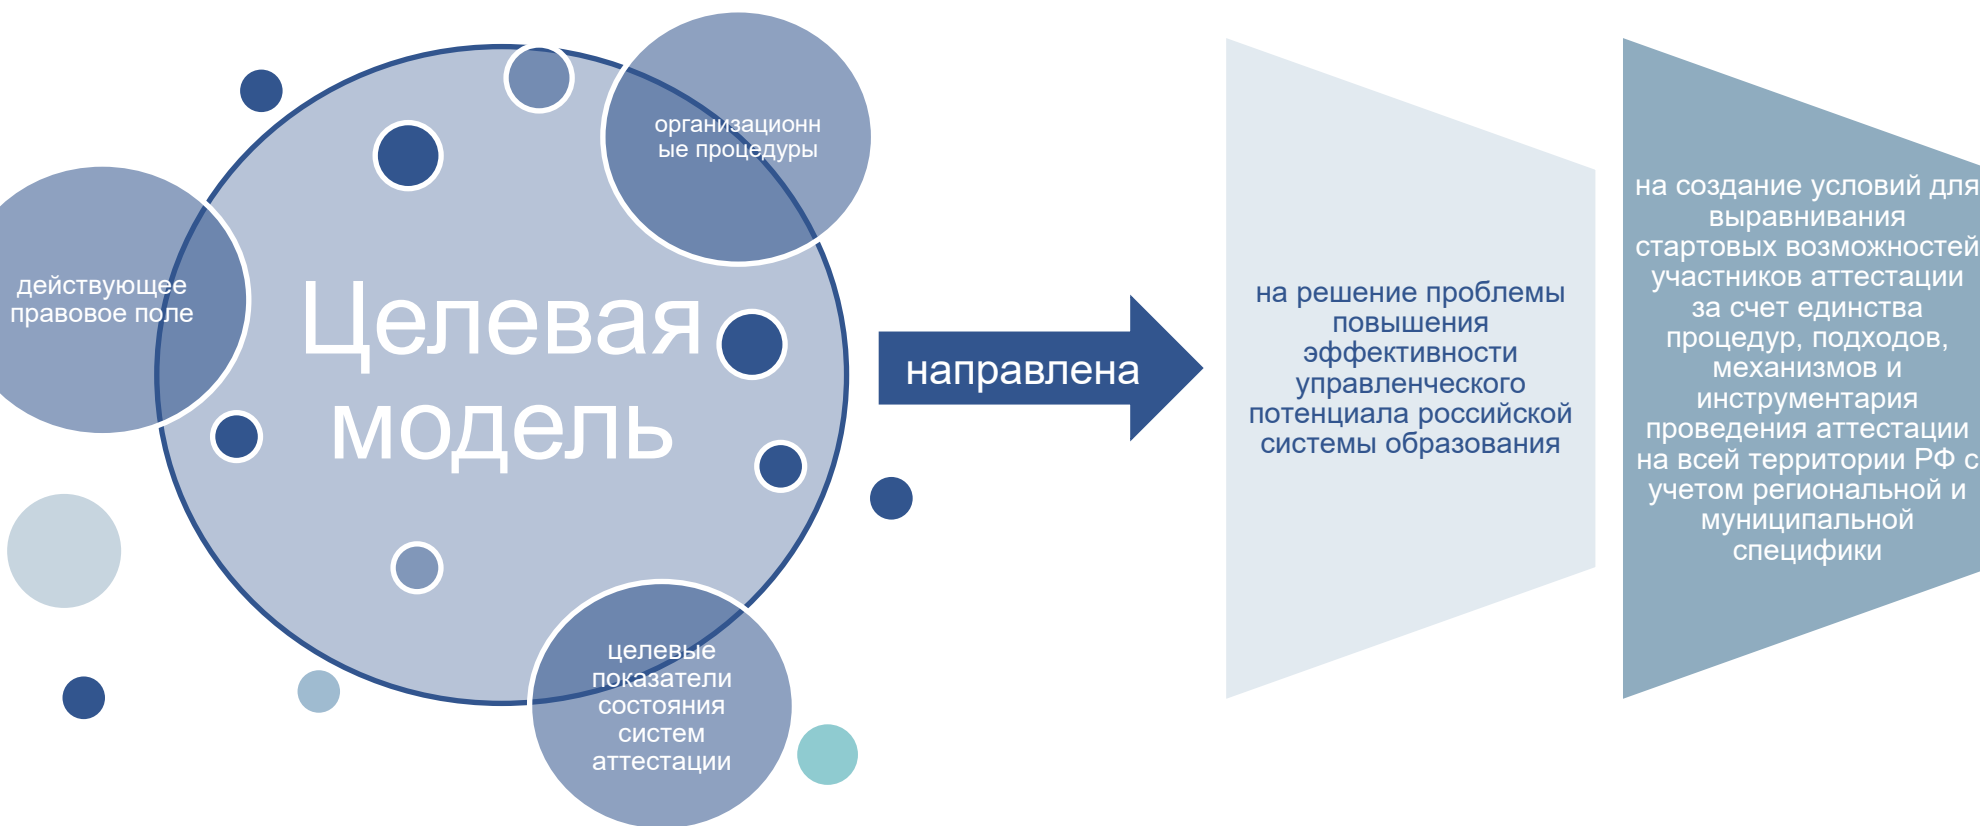 организационн
ые процедуры
действующее
правовое поле
Целевая
модель
целевые
показатели
состояния
систем
аттестации
направлена
на решение проблемы
повышения
эффективности
управленческого
потенциала российской
системы образования
на создание условий для
выравнивания
стартовых возможностей
участников аттестации
за счет единства
процедур, подходов,
механизмов и
инструментария
проведения аттестации
на всей территории РФ с
учетом региональной и
муниципальной
специфики